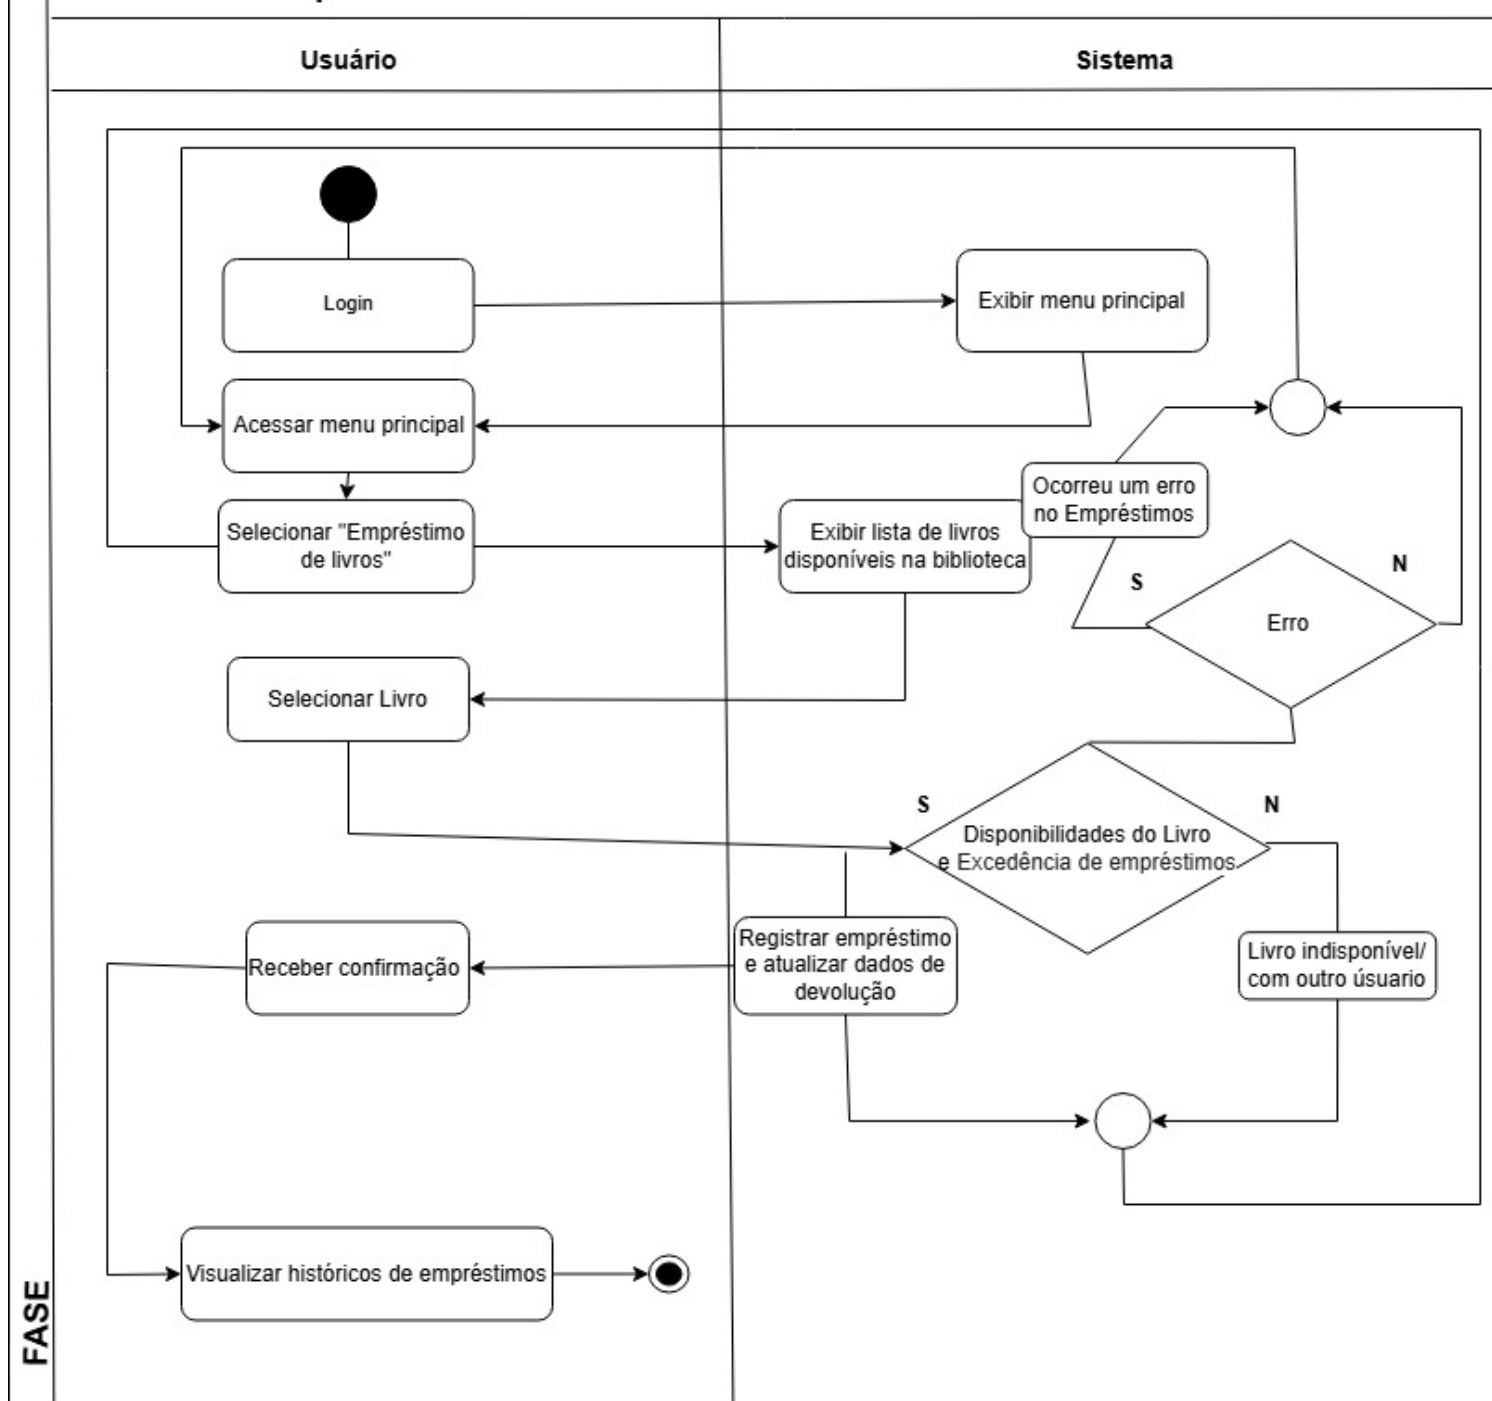 Usuário
Sistema
Login
Exibir menu principal
Acessar menu principal
Selecionar "Empréstimo
de livros"
Exibir lista de livros
disponíveis na biblioteca
Ocorreu um erro
no Empréstimos
S
N
Erro
Selecionar Livro
S
N
Disponibilidades do Livro
e Excedência de empréstimos
Registrar empréstimo
e atualizar dados de
devolução
Receber confirmação
Livro indisponível/
com outro úsuario
Visualizar históricos de empréstimos
FASE